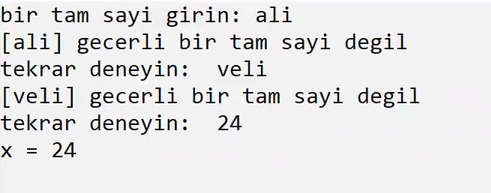 bir tam sayi girin: ali
[ali] gecerli bir tam sayi degil
tekrar deneyin:  veli
[veli] gecerli bir tam sayi degil
tekrar deneyin:  24
x = 24